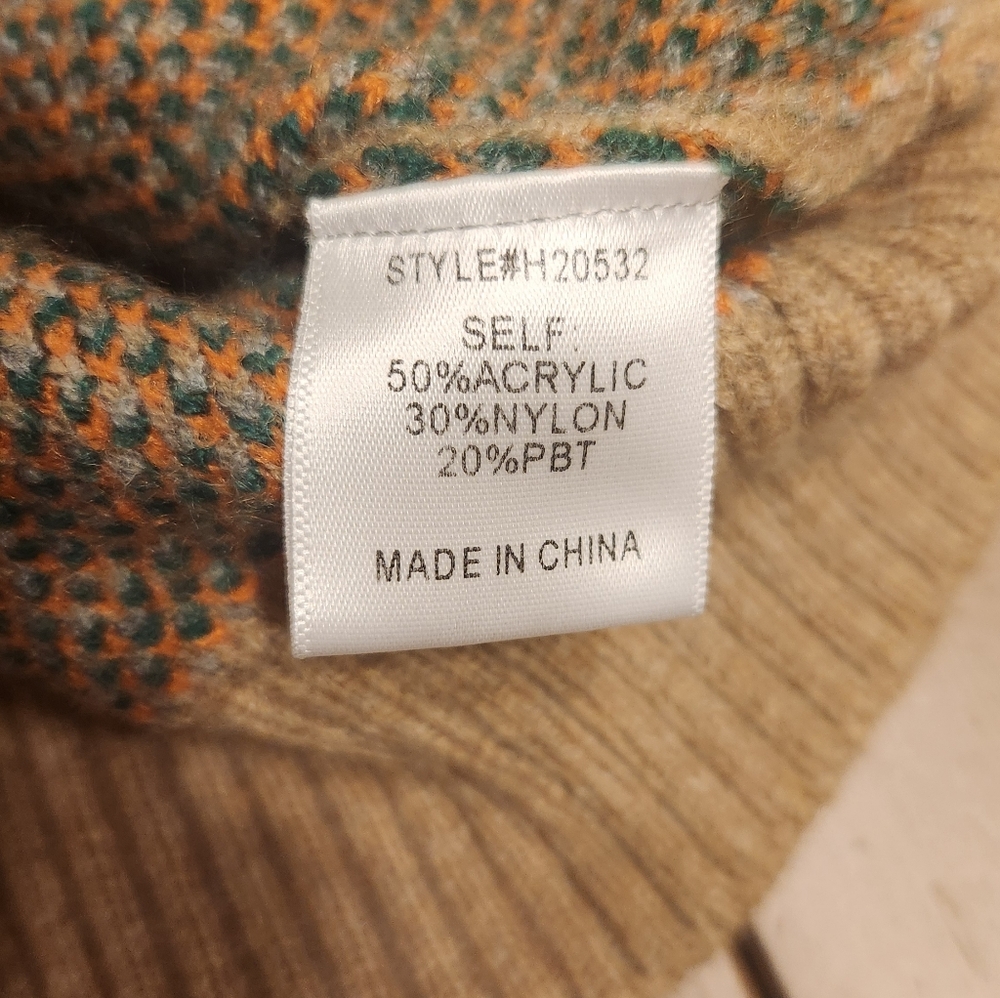 STYLE#H20532
SELF:
50%ACRYLIC
30%NYLON
20%PBT
MADE IN CHINA